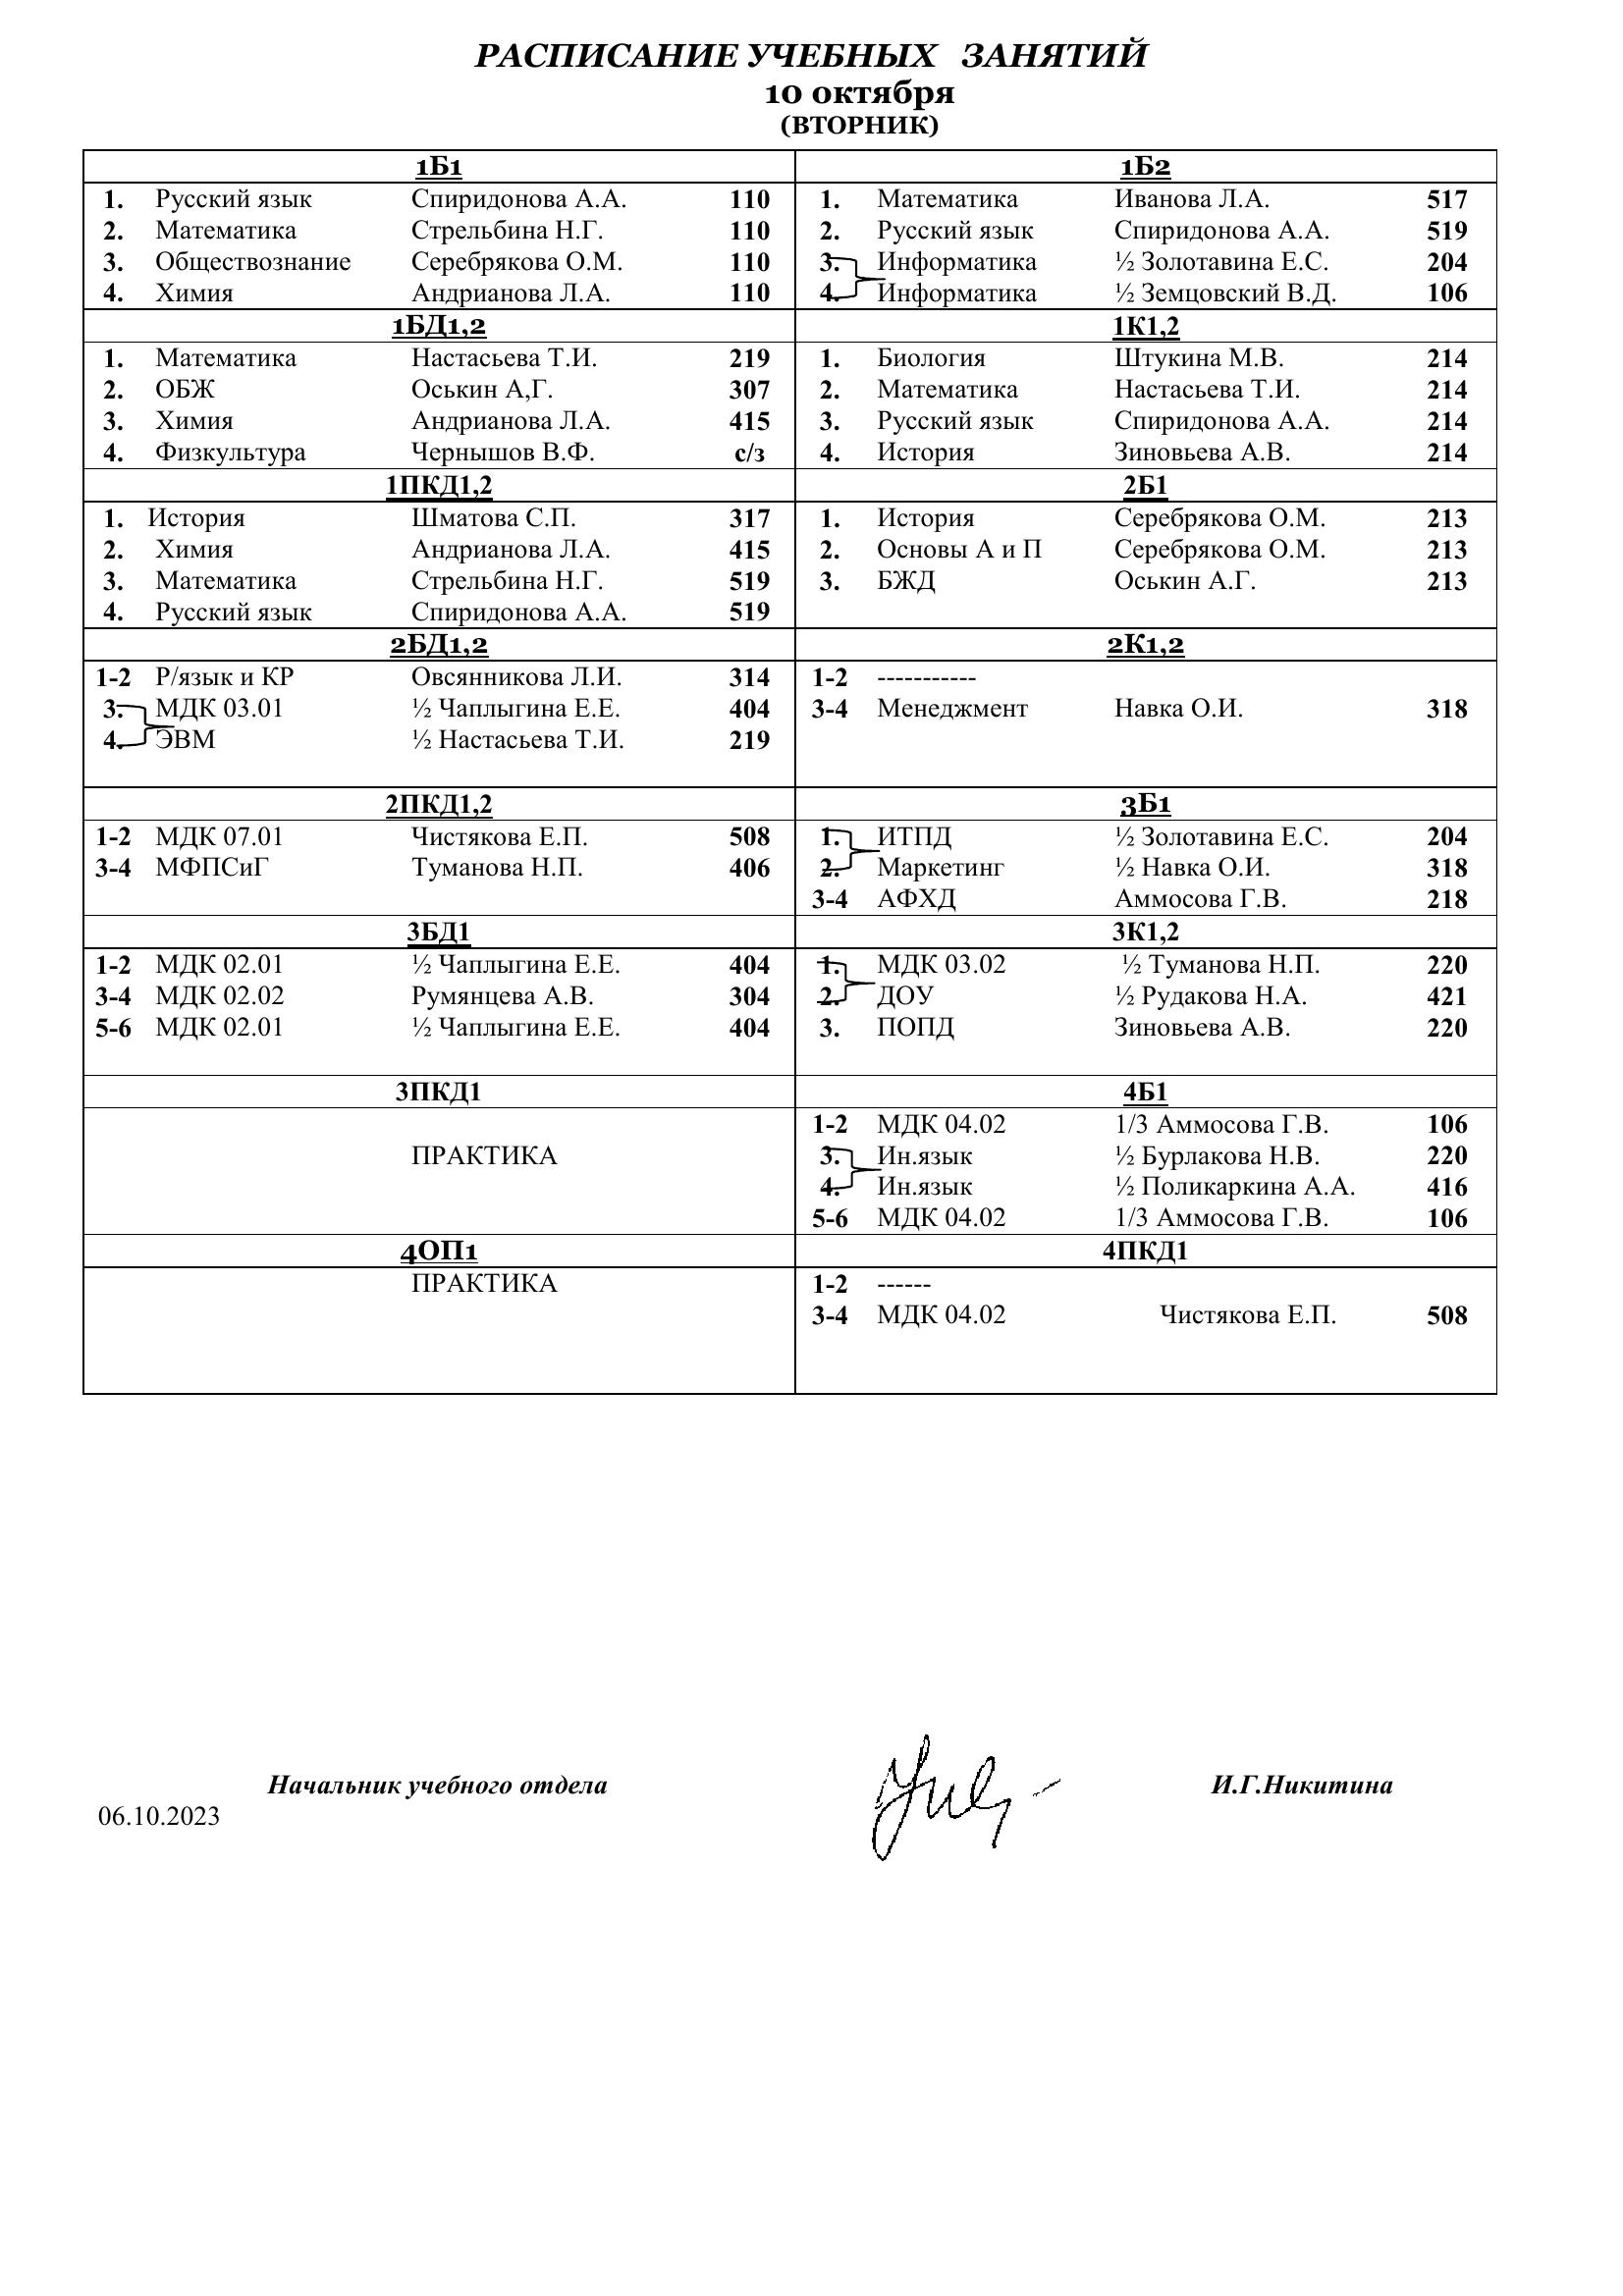 РАСПИСАНИЕ УЧЕБНЫХ ЗАНЯТИЙ
10 октября
(ВТОРНИК)
1Б1
1. Русский язык Спиридонова А.А. 110
2. Математика Стрельбина Н.Г. 110
3. Обществознание Серебрякова О.М. 110
4. Химия Андрианова Л.А. 110
1Б2
1. Математика Иванова Л.А. 517
2. Русский язык Спиридонова А.А. 519
3. Информатика ½ Золотавина Е.С. 204
4. Информатика ½ Земцовский В.Д. 106
1БД1,2
1. Математика Настасьева Т.И. 219
2. ОБЖ Оськин А,Г. 307
3. Химия Андрианова Л.А. 415
4. Физкультура Чернышов В.Ф. с/з
1К1,2
1. Биология Штукина М.В. 214
2. Математика Настасьева Т.И. 214
3. Русский язык Спиридонова А.А. 214
4. История Зиновьева А.В. 214
1ПКД1,2
1. История Шматова С.П. 317
2. Химия Андрианова Л.А. 415
3. Математика Стрельбина Н.Г. 519
4. Русский язык Спиридонова А.А. 519
2Б1
1. История Серебрякова О.М. 213
2. Основы А и П Серебрякова О.М. 213
3. БЖД Оськин А.Г. 213
2БД1,2
1-2 Р/язык и КР Овсянникова Л.И. 314
3. МДК 03.01 ½ Чаплыгина Е.Е. 404
4. ЭВМ ½ Настасьева Т.И. 219
2К1,2
1-2 -----------
3-4 Менеджмент Навка О.И. 318
2ПКД1,2
1-2 МДК 07.01 Чистякова Е.П. 508
3-4 МФПСиГ Туманова Н.П. 406
3Б1
1. ИТПД ½ Золотавина Е.С. 204
2. Маркетинг ½ Навка О.И. 318
3-4 АФХД Аммосова Г.В. 218
3БД1
1-2 МДК 02.01 ½ Чаплыгина Е.Е. 404
3-4 МДК 02.02 Румянцева А.В. 304
5-6 МДК 02.01 ½ Чаплыгина Е.Е. 404
3К1,2
1. МДК 03.02 ½ Туманова Н.П. 220
2. ДОУ ½ Рудакова Н.А. 421
3. ПОПД Зиновьева А.В. 220
3ПКД1
ПРАКТИКА
4Б1
1-2 МДК 04.02 1/3 Аммосова Г.В. 106
3. Ин.язык ½ Бурлакова Н.В. 220
4. Ин.язык ½ Поликаркина А.А. 416
5-6 МДК 04.02 1/3 Аммосова Г.В. 106
4ОП1
ПРАКТИКА
4ПКД1
1-2 ------
3-4 МДК 04.02 Чистякова Е.П. 508
Начальник учебного отдела И.Г.Никитина
06.10.2023